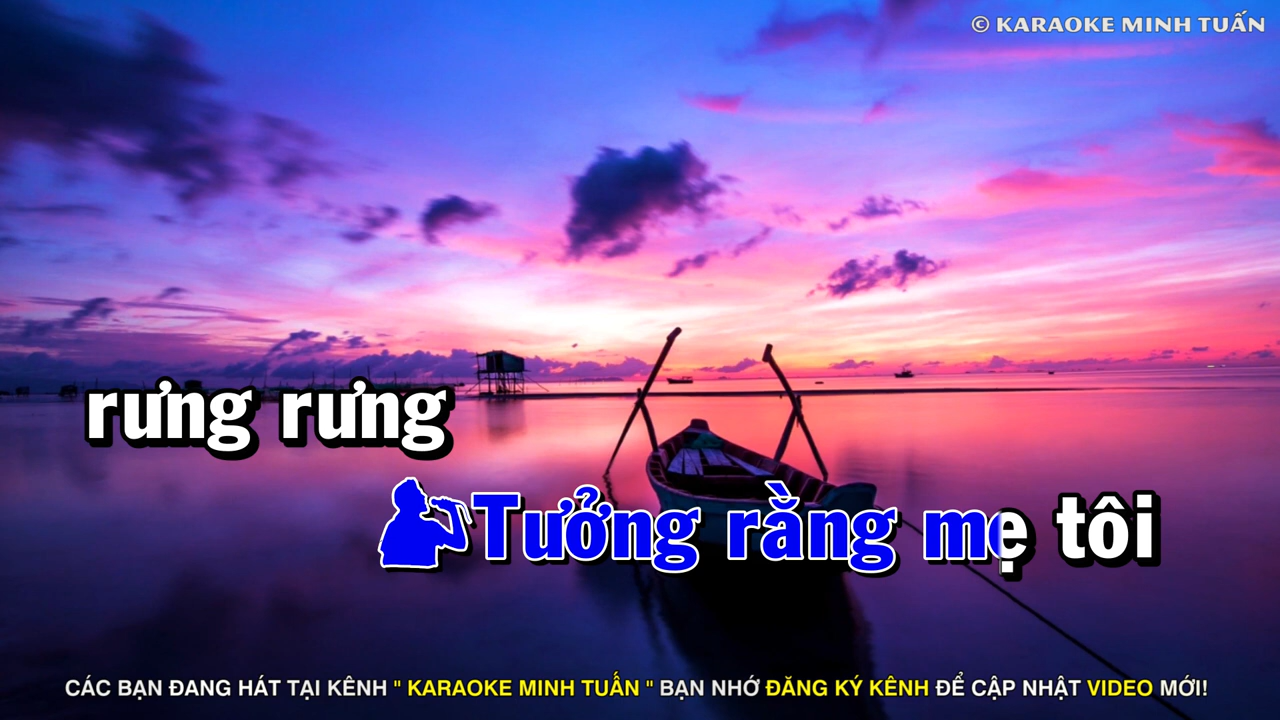 © KARAOKE MINH TUẤN
rưng rưng
Tưởng rằng mẹ tôi
CÁC BẠN ĐANG HÁT TẠI KÊNH " KARAOKE MINH TUẤN " BẠN NHỚ ĐĂNG KÝ KÊNH ĐỂ CẬP NHẬT VIDEO MỚI!